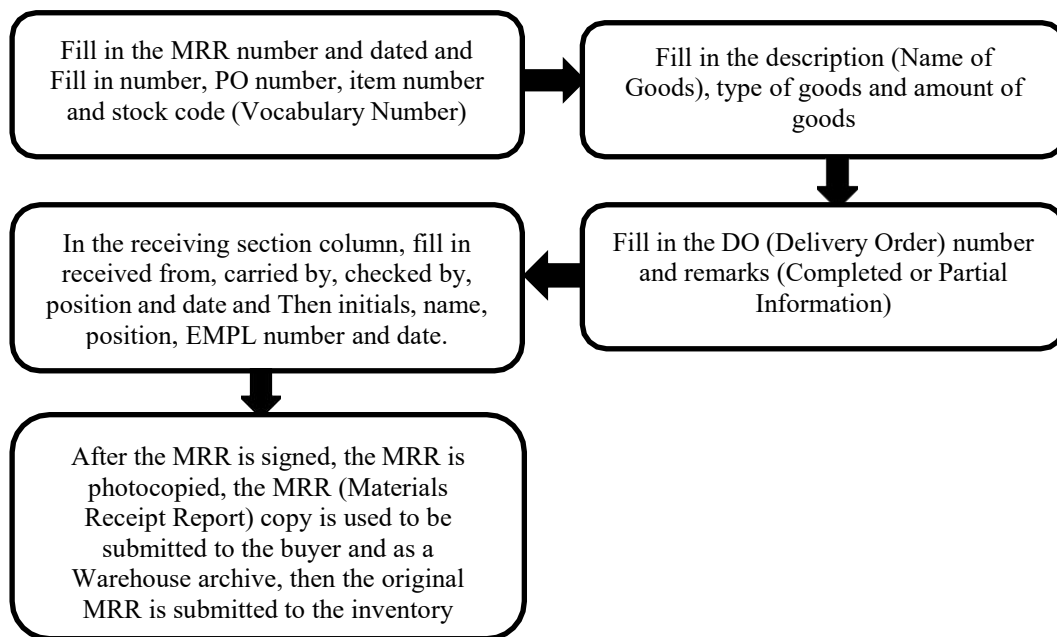 Fill in the MRR number and dated and
Fill in number, PO number, item number
and stock code (Vocabulary Number)
Fill in the description (Name of
Goods), type of goods and amount of
goods
Fill in the DO (Delivery Order) number
and remarks (Completed or Partial
Information)
In the receiving section column, fill in
received from, carried by, checked by,
position and date and Then initials, name,
position, EMPL number and date.
After the MRR is signed, the MRR is
photocopied, the MRR (Materials
Receipt Report) copy is used to be
submitted to the buyer and as a
Warehouse archive, then the original
MRR is submitted to the inventory